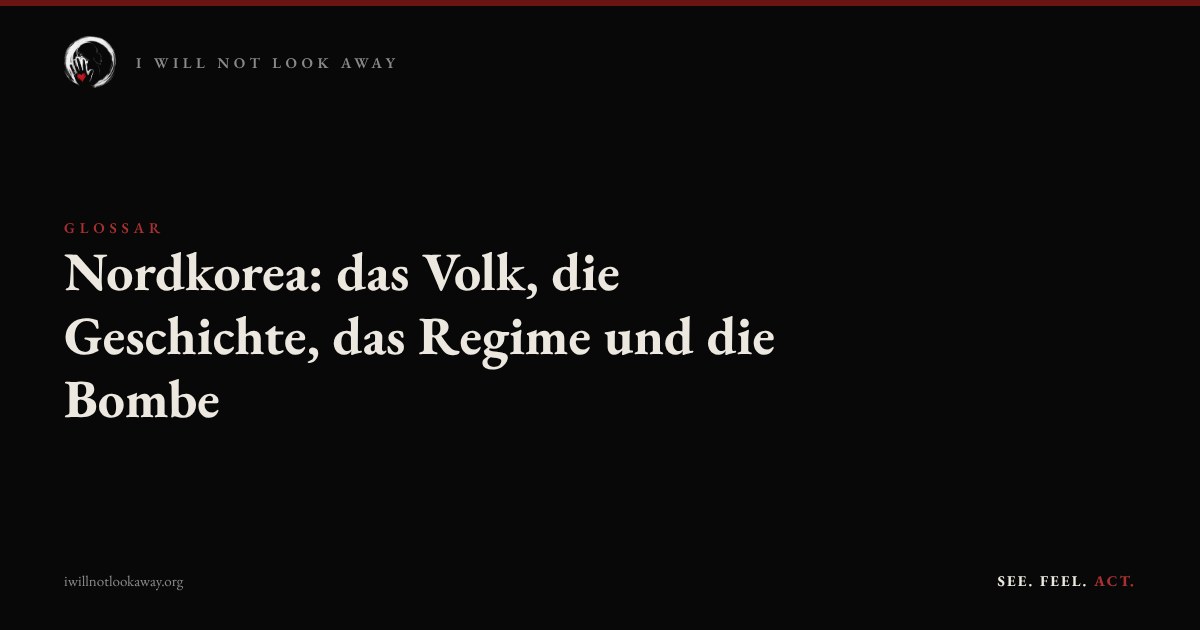 I WILL NOT LOOK AWAY
GLOSSAR
Nordkorea: das Volk, die
Geschichte, das Regime und die
Bombe
iwillnotlookaway.org
SEE. FEEL. ACT.